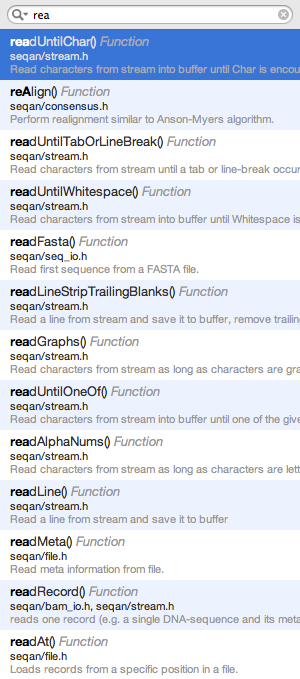 rea
readUntilChar() Function
seqan/stream.h
Read characters from stream into buffer until Char is encou
reAlign() Function
seqan/consensus.h
Perform realignment similar to Anson-Myers algorithm.
readUntilTabOrLineBreak() Function
seqan/stream.h
Read characters from stream until a tab or line-break occur
readUntilWhitespace() Function
seqan/stream.h
Read characters from stream into buffer until Whitespace is
readFasta() Function
seqan/seq_io.h
Read first sequence from a FASTA file.
readLineStripTrailingBlanks() Function
seqan/stream.h
Read a line from stream and save it to buffer, remove trailin
readGraphs() Function
seqan/stream.h
Read characters from stream as long as characters are gra
readUntilOneOf() Function
seqan/stream.h
Read characters from stream into buffer until one of the give
readAlphaNums() Function
seqan/stream.h
Read characters from stream as long as characters are lett
readLine() Function
seqan/stream.h
Read a line from stream and save it to buffer
readMeta() Function
seqan/file.h
Read meta information from file.
readRecord() Function
seqan/bam_io.h, seqan/stream.h
reads one record (e.g. a single DNA-sequence and its meta
readAt() Function
seqan/file.h
Loads records from a specific position in a file.